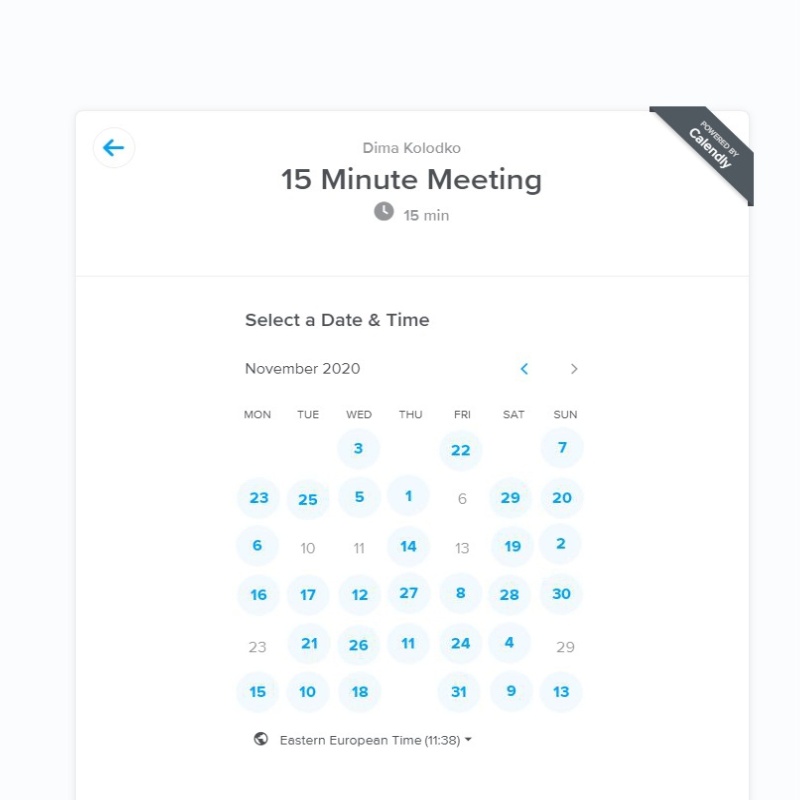 POWERED BY
Calendly
Dima Kolodko
15 Minute Meeting
15 min
Select a Date & Time
November 2020
MON TUE WED THU FRI SAT SUN
3 22 7
23 25 5 1 6 29 20
6 10 11 14 13 19 2
16 17 12 27 8 28 30
23 21 26 11 24 4 29
15 10 18 31 9 13
Eastern European Time (11:38)